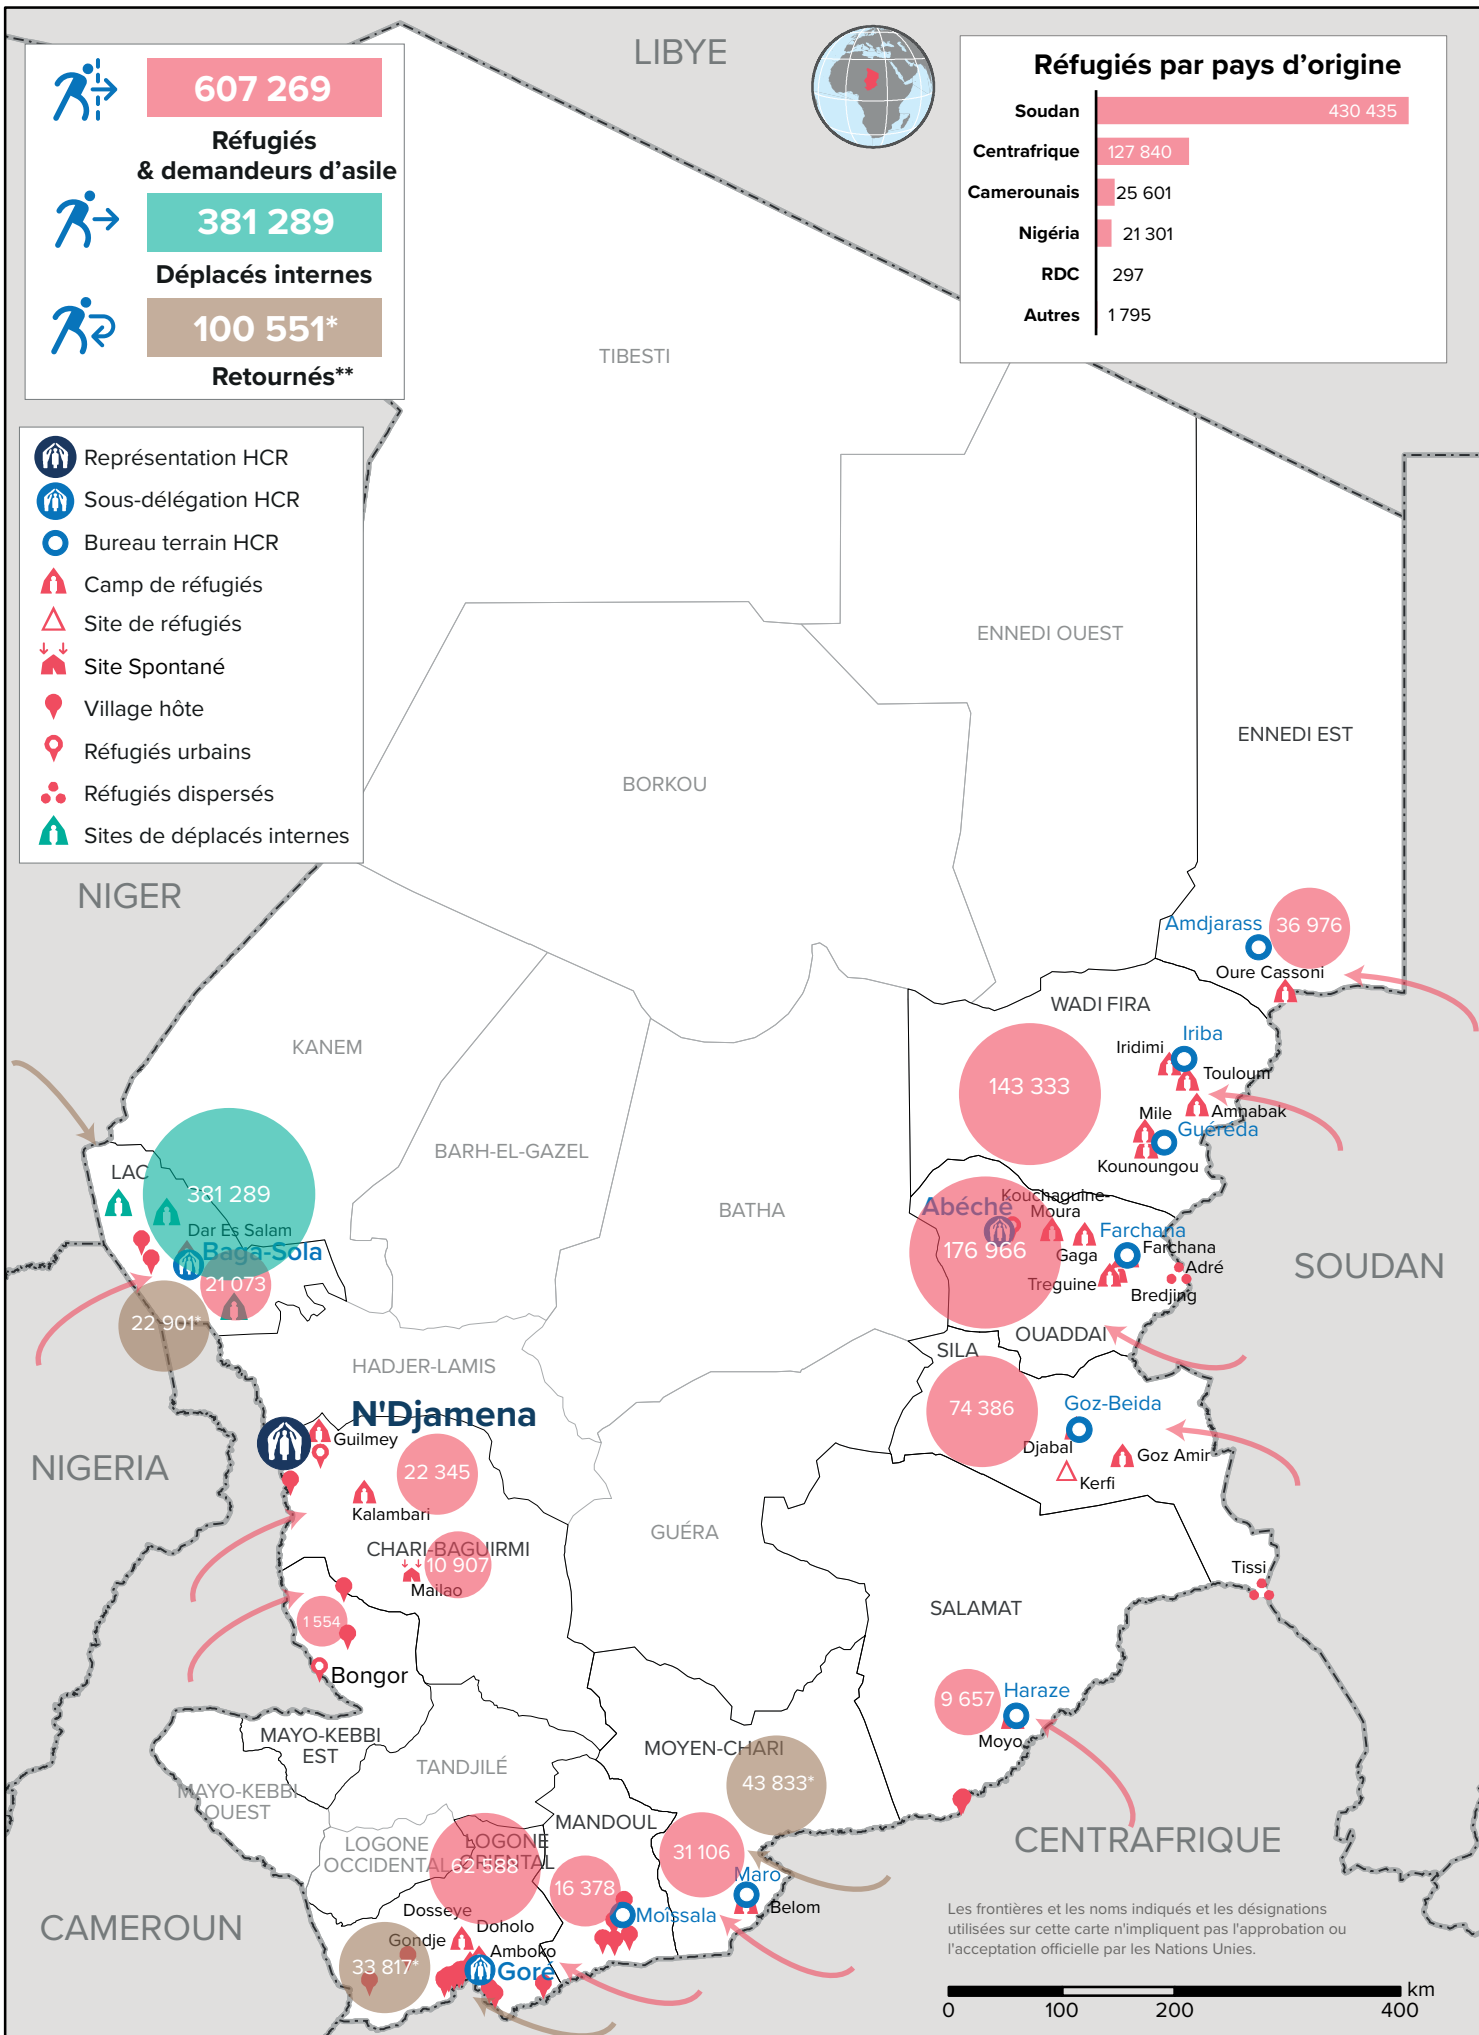 607 269
Réfugiés
& demandeurs d'asile
381 289
Déplacés internes
100 551*
Retournés**
Représentation HCR
Sous-délégation HCR
Bureau terrain HCR
Camp de réfugiés
Site de réfugiés
Site Spontané
Village hôte
Réfugiés urbains
Réfugiés dispersés
Sites de déplacés internes
Réfugiés par pays d'origine
Soudan 430 435
Centrafrique 127 840
Camerounais 25 601
Nigéria 21 301
RDC 297
Autres 1 795
LIBYE
TIBESTI
ENNEDI OUEST
ENNEDI EST
BORKOU
NIGER
Amdjarass
36 976
Oure Cassoni
WADI FIRA
KANEM
Iriba
Iridimi
Touloum
143 333
Amnabak
Mile
Guéréda
Kounoungou
BARH-EL-GAZEL
LAC
381 289
BATHA
Dar Es Salam
Baga-Sola
21 073
22 901*
Abéché
Kouchaguine-
Moura
176 966
Gaga
Farchana
Farchana
Adré
Treguine
Bredjing
SOUDAN
OUADDAI
SILA
HADJER-LAMIS
74 386
Goz-Beida
Djabal
Goz Amir
Kerfi
N'Djamena
Guilmey
22 345
NIGERIA
Kalambari
GUÉRA
CHARI-BAGUIRMI
10 907
Mailao
Tissi
1 554
SALAMAT
Bongor
9 657
Haraze
Moyo
MAYO-KEBBI
EST
MOYEN-CHARI
TANDJILÉ
43 833*
MAYO-KEBBI
OUEST
MANDOUL
LOGONE
OCCIDENTAL
LOGONE
ORIENTAL
62 588
31 106
CENTRAFRIQUE
16 378
Maro
Belom
Moïssala
CAMEROUN
Dosseye
Doholo
Gondje
Amboko
Goré
33 817*
Les frontières et les noms indiqués et les désignations
utilisées sur cette carte n'impliquent pas l'approbation ou
l'acceptation officielle par les Nations Unies.
km
0 100 200 400